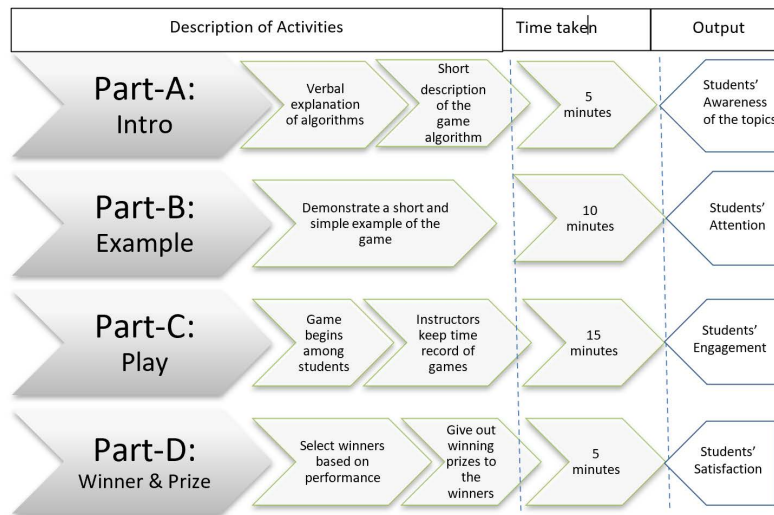 Description of Activities
Time taken
Output
Part-A:
Intro
Verbal
explanation
of algorithms
Short
description
of the
game
algorithm
5
minutes
Students’
Awareness
of the topics
Part-B:
Example
Demonstrate a short and
simple example of the
game
10
minutes
Students’
Attention
Part-C:
Play
Game
begins
among
students
Instructors
keep time
record of
games
15
minutes
Students’
Engagement
Part-D:
Winner & Prize
Select winners
based on
performance
Give out
winning
prizes to
the
winners
5
minutes
Students’
Satisfaction